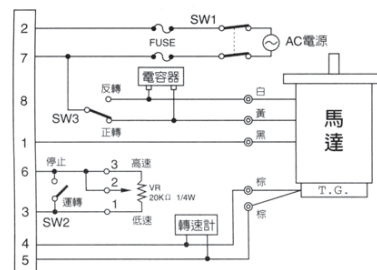 2
SW1
FUSE
AC電源
7
電容器
8
反轉
白
SW3
黃
正轉
黑
1
馬達
6
停止
3
高速
2
VR
20KΩ 1/4W
棕
T.G.
運轉
1
低速
3
SW2
轉速計
棕
4
5